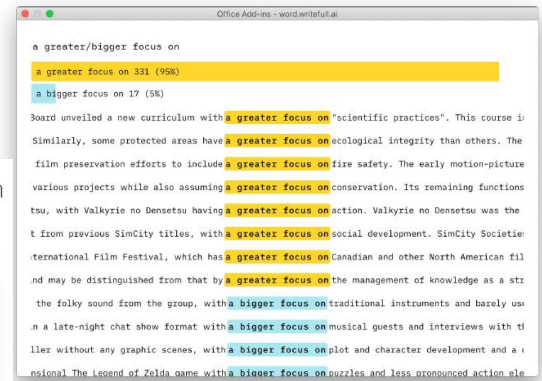 Office Add-ins - word.writefull.ai
a greater/bigger focus on
a greater focus on 331 (95%)
a bigger focus on 17 (5%)
Board unveiled a new curriculum with a greater focus on "scientific practices". This course is
Similarly, some protected areas have a greater focus on ecological integrity than others. The
film preservation efforts to include a greater focus on fire safety. The early motion-picture
various projects while also assuming a greater focus on conservation. Its remaining functions
tsu, with Valkyrie no Densetsu having a greater focus on action. Valkyrie no Densetsu was the
t from previous SimCity titles, with a greater focus on social development. SimCity Societies
ternational Film Festival, which has a greater focus on Canadian and other North American fil
nd may be distinguished from that by a greater focus on the management of knowledge as a str
the folky sound from the group, with a bigger focus on traditional instruments and barely use
n a late-night chat show format with a bigger focus on musical guests and interviews with th
ller without any graphic scenes, with a bigger focus on plot and character development and a
nsional The Legend of Zelda game with a bigger focus on puzzles and less pronounced action ele